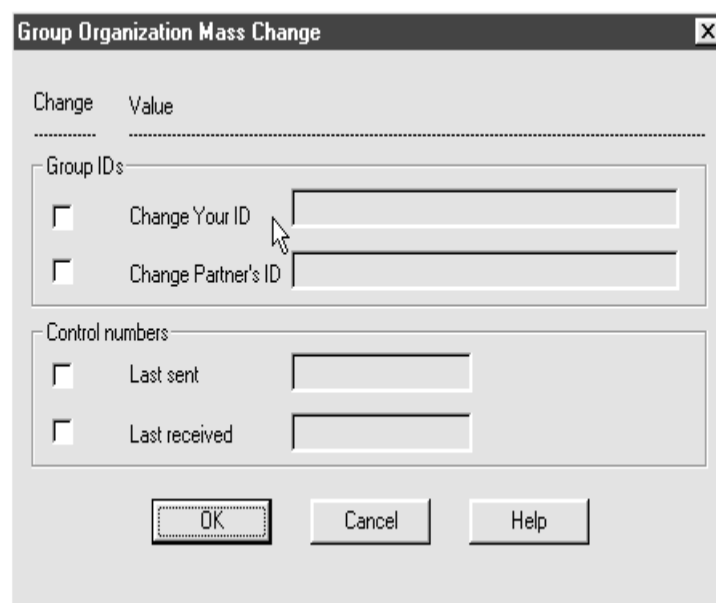 Group Organization Mass Change
Change Value
Group IDs
Change Your ID
Change Partner's ID
Control numbers
Last sent
Last received
OK Cancel Help